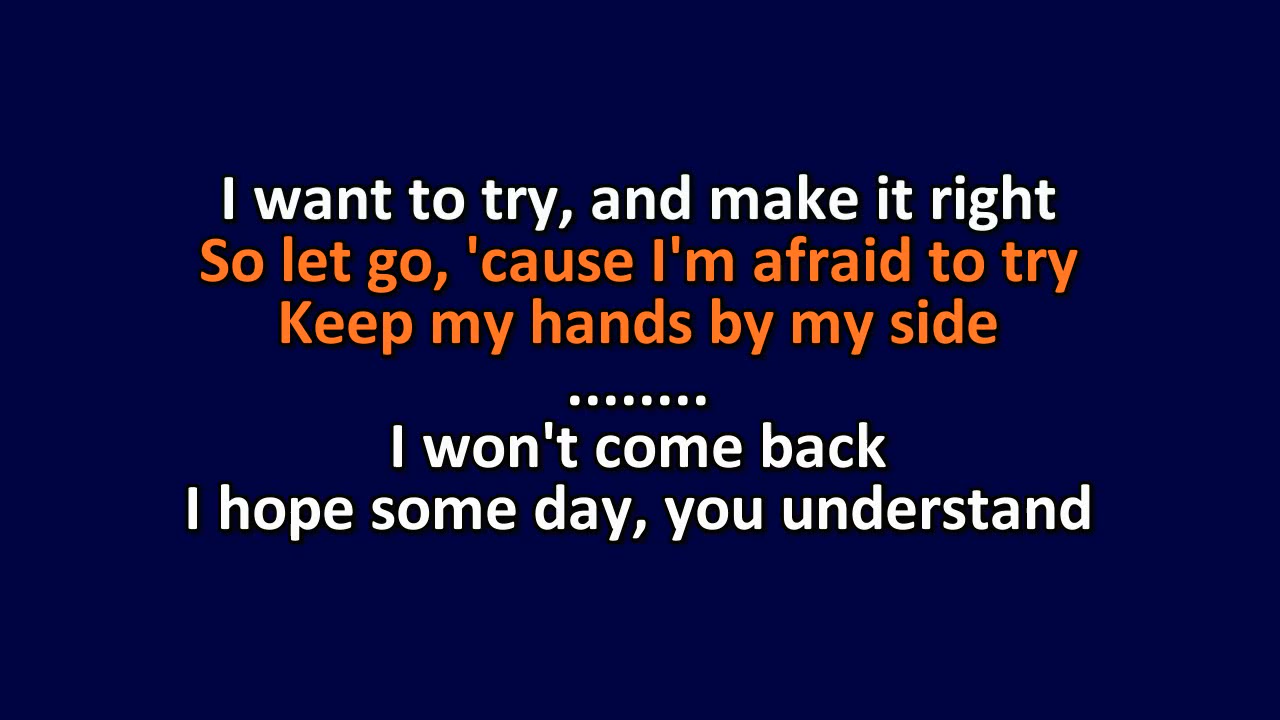 I want to try, and make it right
So let go, 'cause I'm afraid to try
Keep my hands by my side
........
I won't come back
I hope some day, you understand